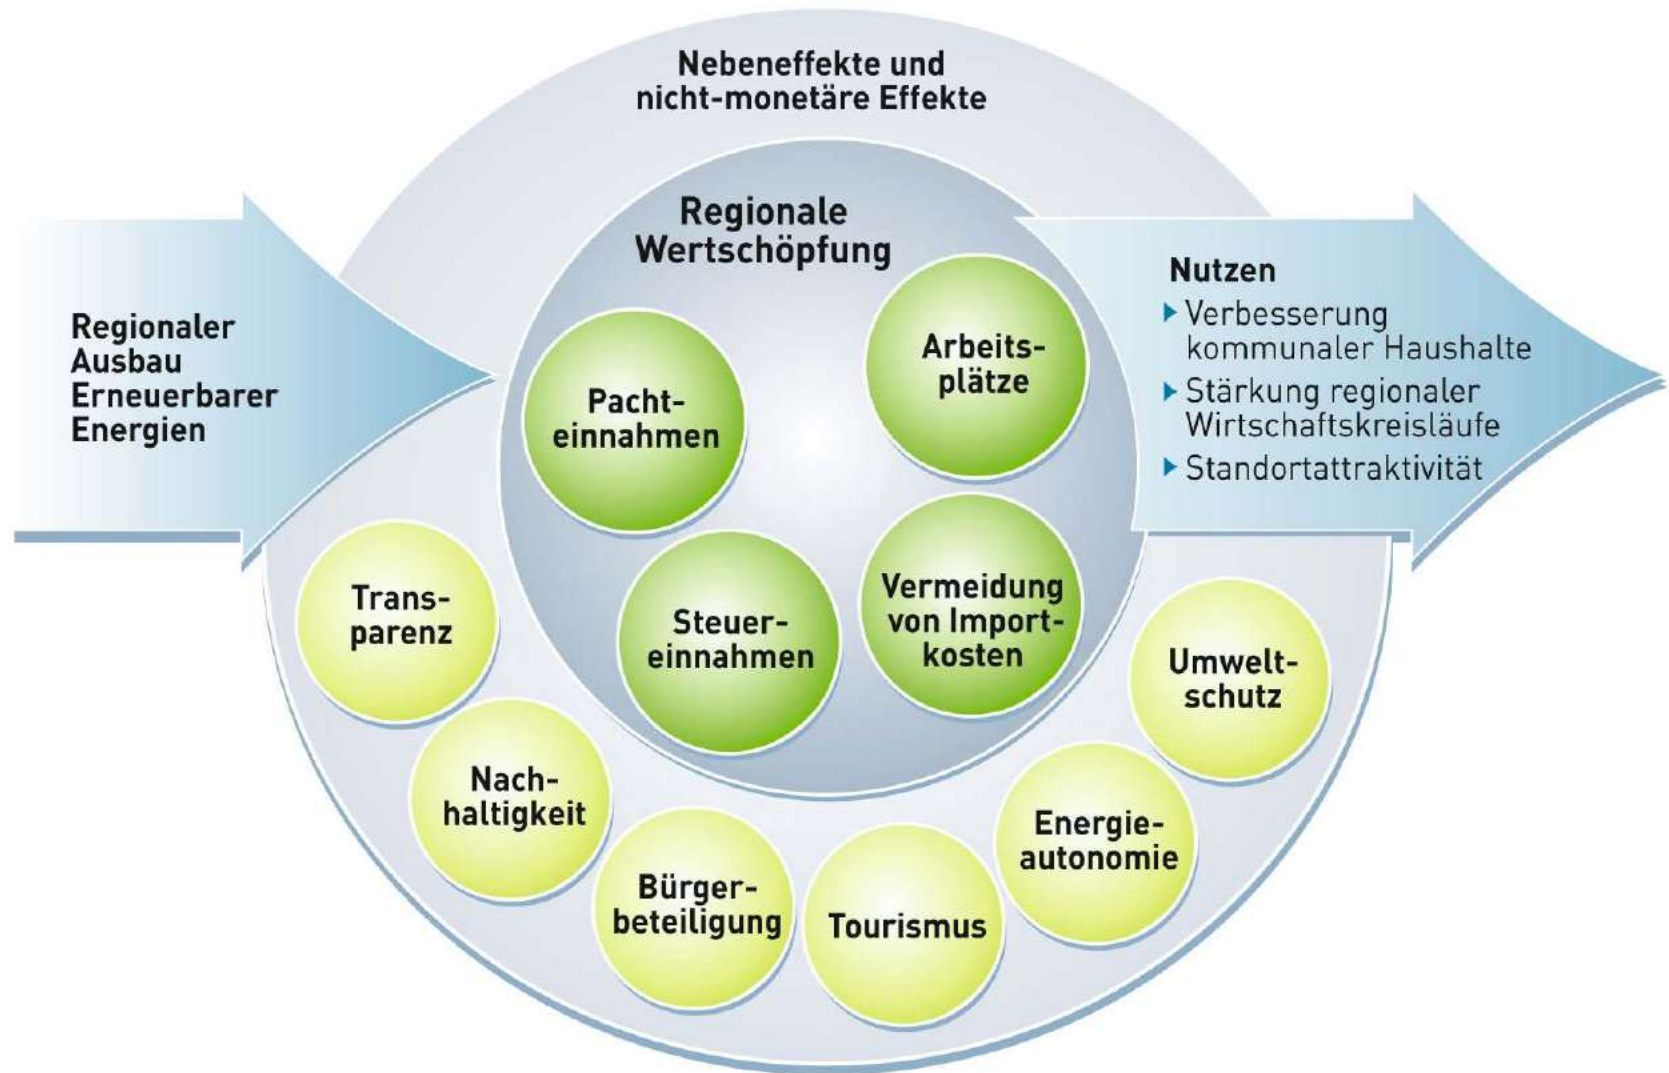 Nebeneffekte und
nicht-monetäre Effekte
Regionale
Wertschöpfung
Regionaler
Ausbau
Erneuerbarer
Energien
Pacht-
einnahmen
Arbeits-
plätze
Steuer-
einnahmen
Vermeidung
von Import-
kosten
Nutzen
Verbesserung
kommunaler Haushalte
Stärkung regionaler
Wirtschaftskreisläufe
Standortattraktivität
Trans-
parenz
Nach-
haltigkeit
Bürger-
beteiligung
Tourismus
Energie-
autonomie
Umwelt-
schutz